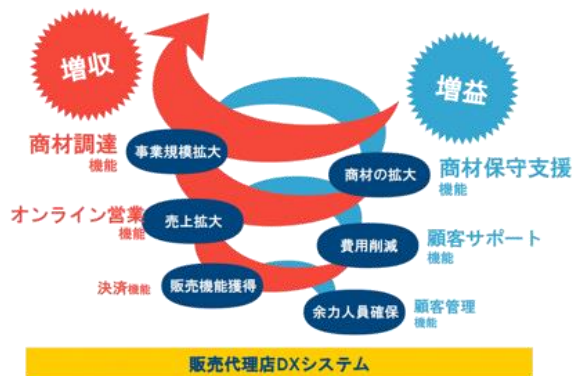 増収
増益
商材調達
機能
事業規模拡大
商材の拡大
商材保守支援
機能
オンライン営業
機能
売上拡大
費用削減
顧客サポート
機能
決済機能
販売機能獲得
余力人員確保
顧客管理
機能
販売代理店DXシステム